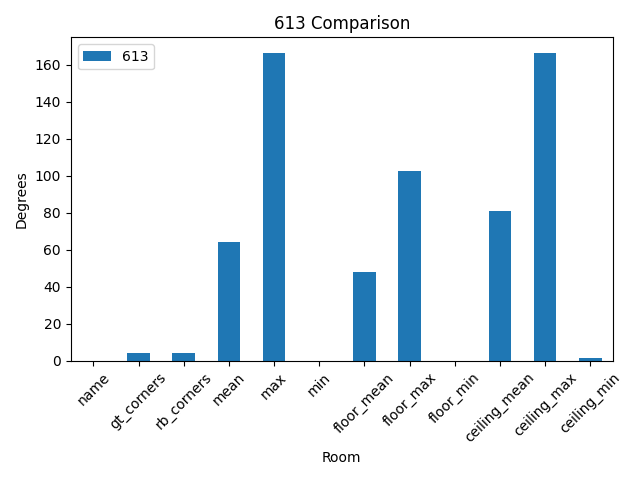 613 Comparison
613
Degrees
160
140
120
100
80
60
40
20
0
name
gt_corners
rb_corners
mean
max
min
floor_mean
floor_max
floor_min
ceiling_mean
ceiling_max
ceiling_min
Room